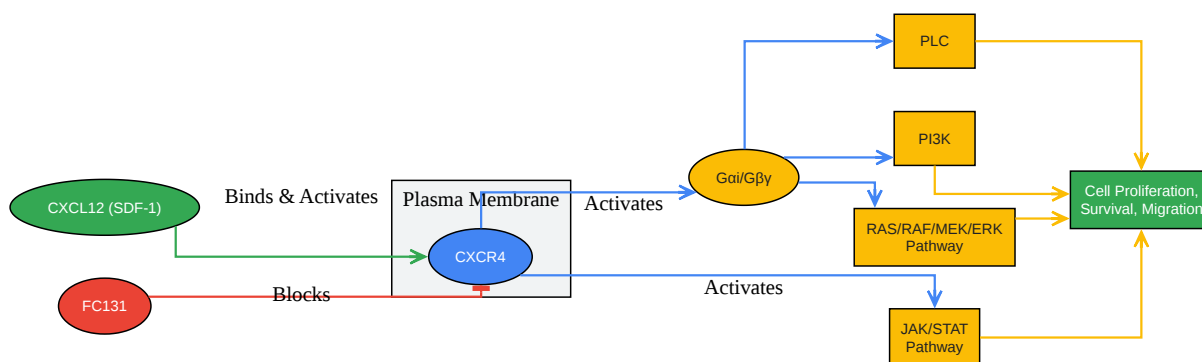 PLC
PI3K
Gαi/Gβγ
Binds & Activates
Plasma Membrane
Activates
CXCL12 (SDF-1)
Cell Proliferation,
Survival, Migration
RAS/RAF/MEK/ERK
Pathway
CXCR4
Activates
FC131
Blocks
JAK/STAT
Pathway